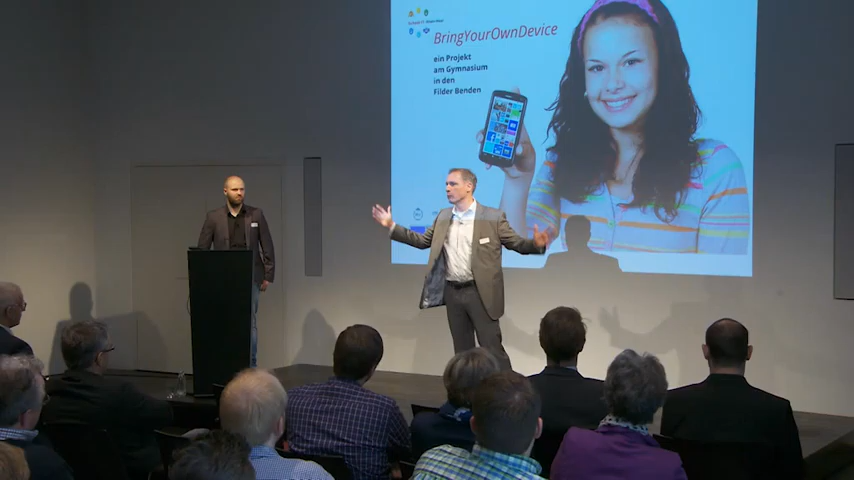 BringYourOwnDevice
ein Projekt
am Gymnasium
in den
Filder Benden